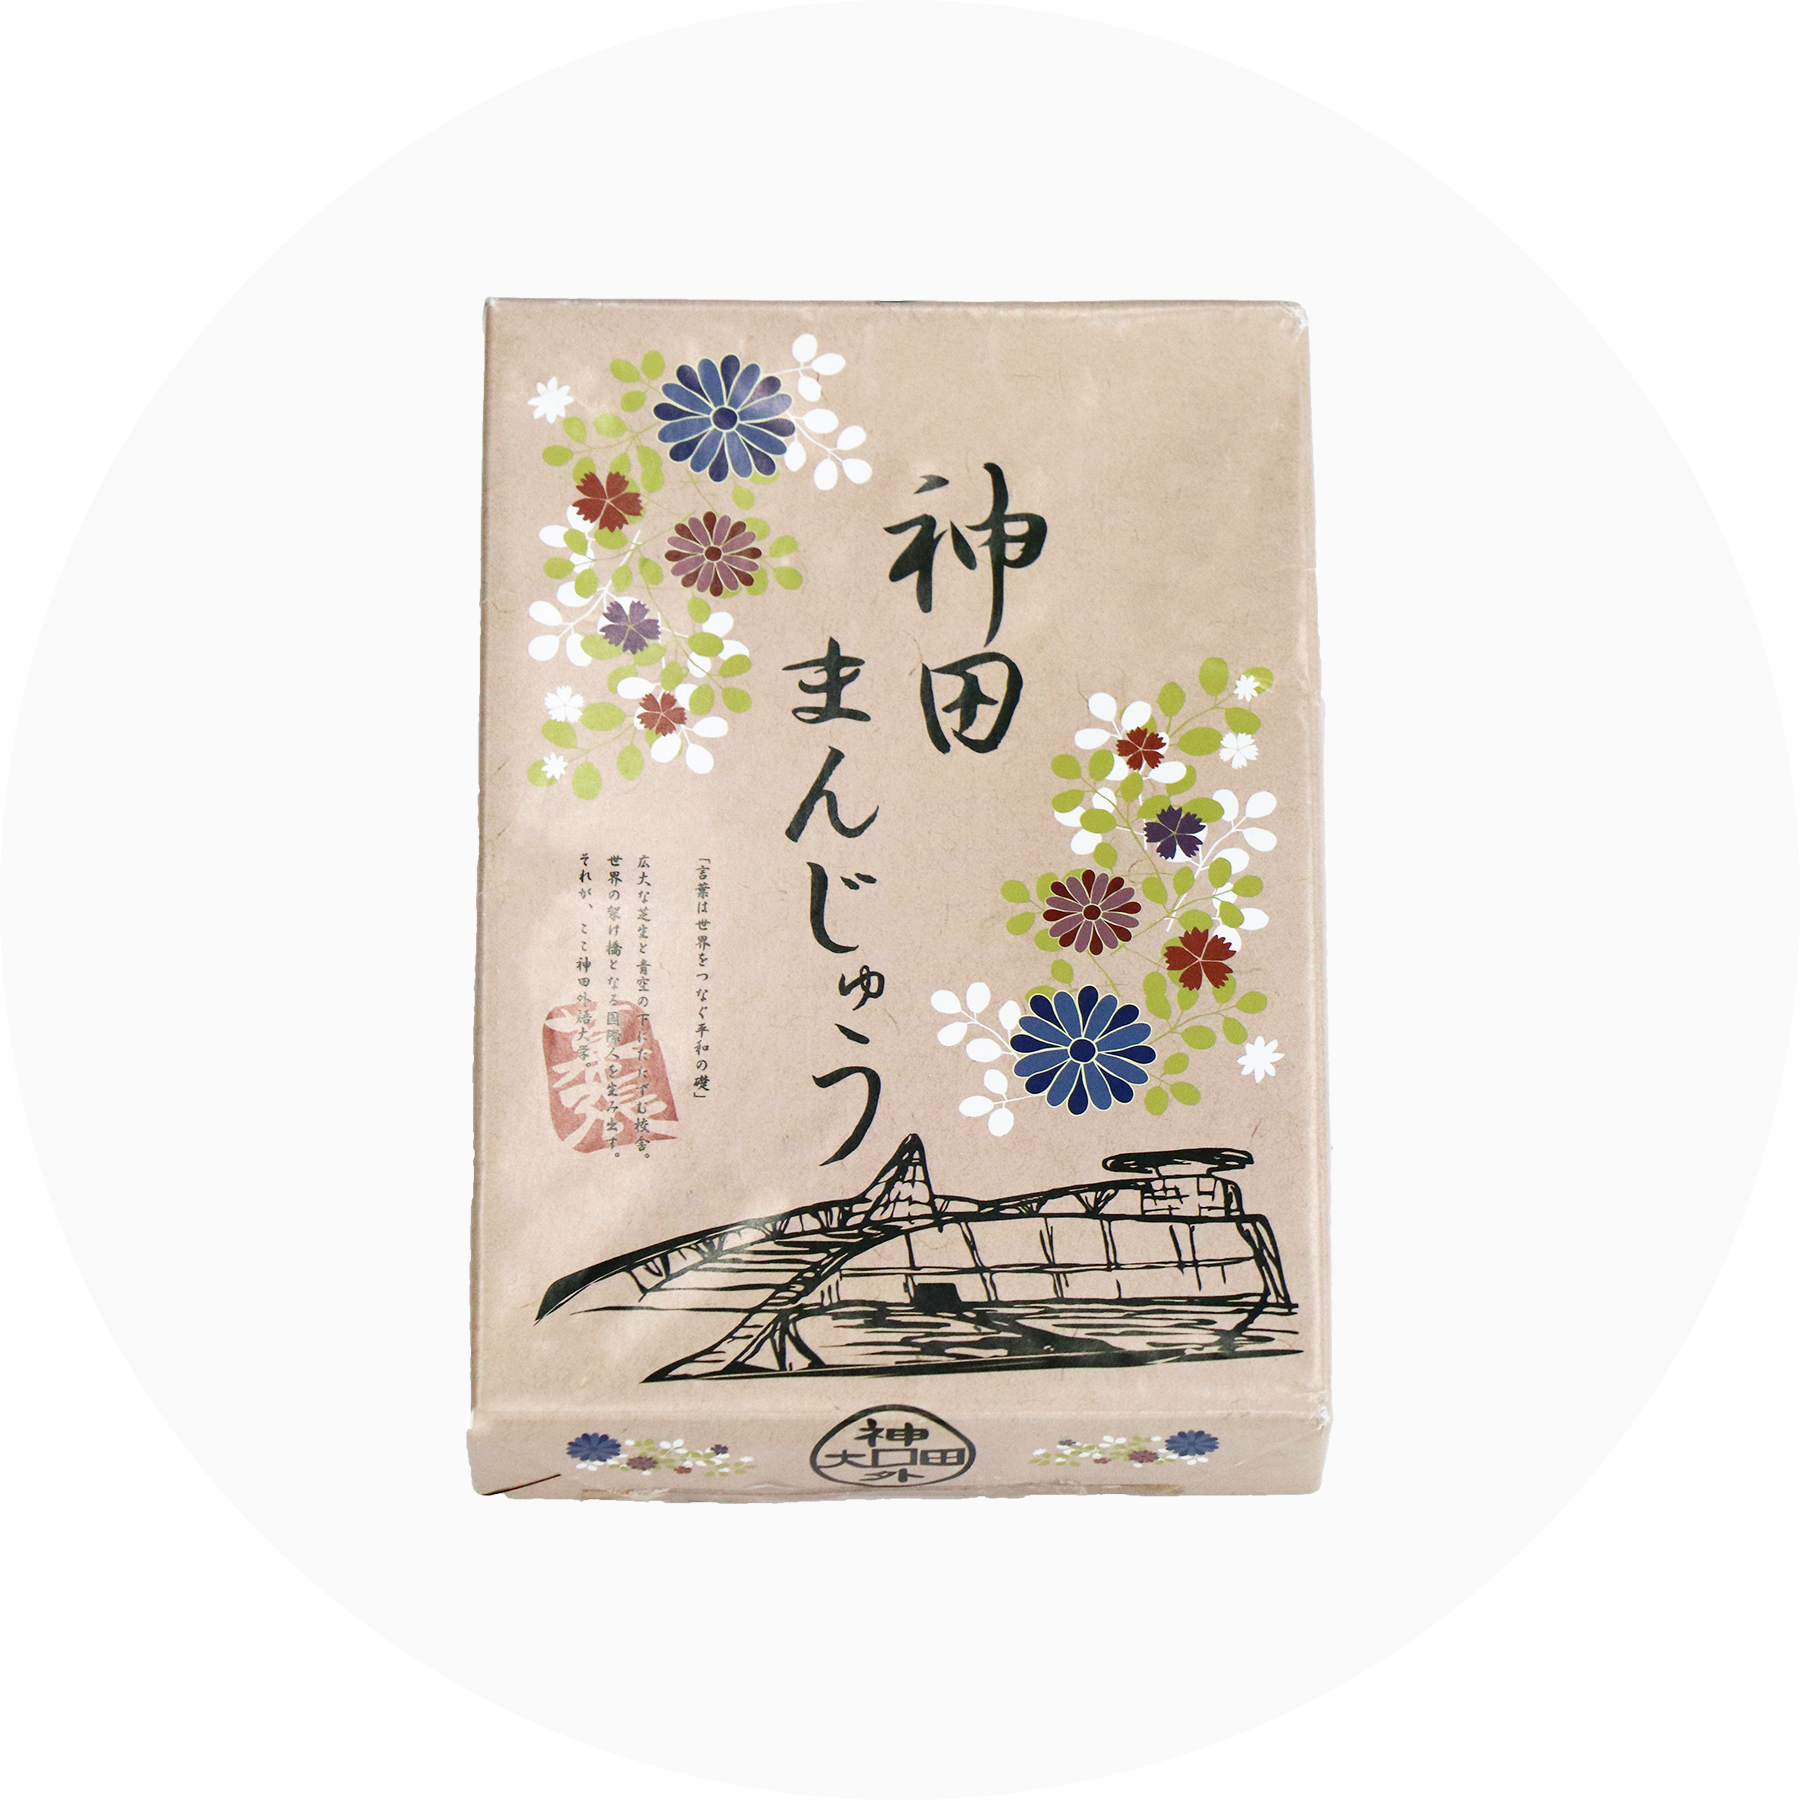 神田
まんじゅう
「言葉は世界をつなぐ平和の礎」
広大な芝生と青空の下にたたずむ校舎。
世界の架け橋となる国際人を生み出す。
それが、ここ神田外語大学。
幕張
神
大口田
外